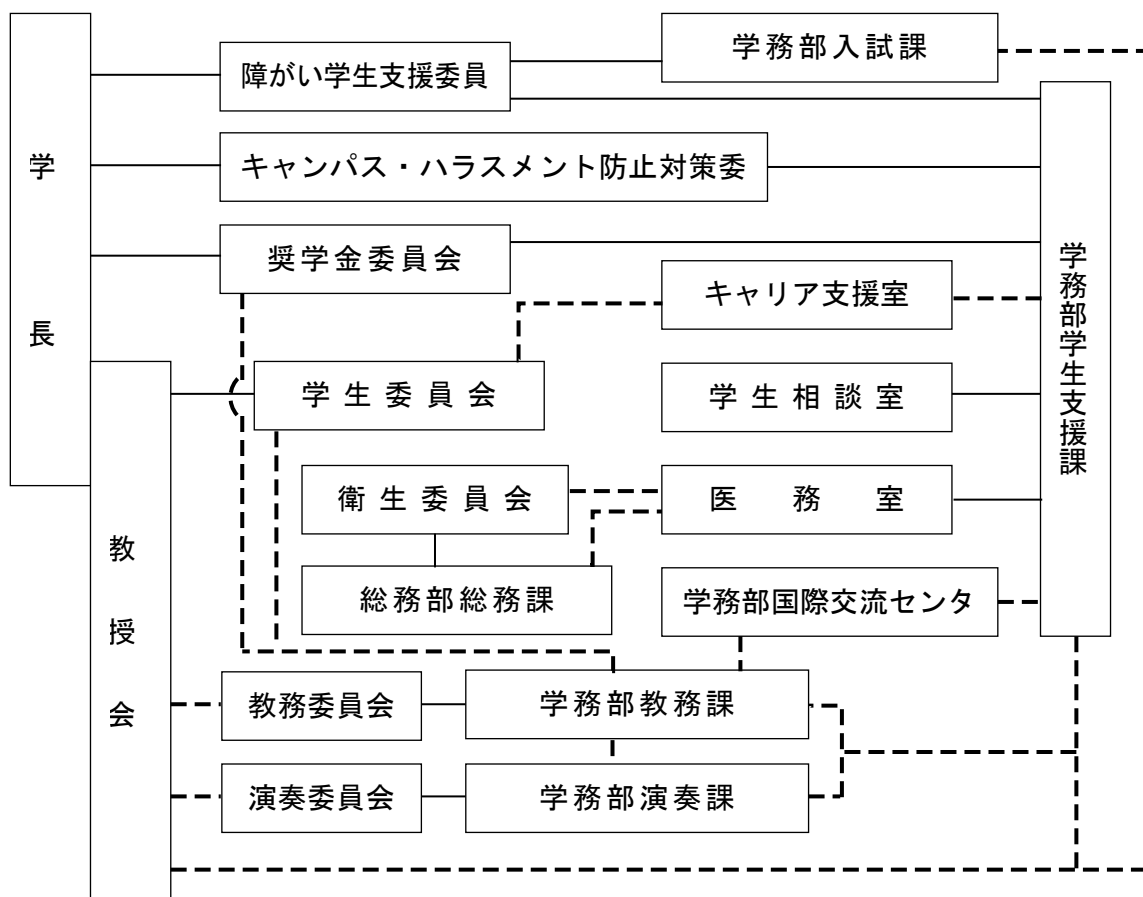 学長
学務部入試課
障がい学生支援委員
キャンパス・ハラスメント防止対策委
奨学金委員会
キャリア支援室
学務部学生支援課
学生委員会
学生相談室
衛生委員会
医務室
教授会
総務部総務課
学務部国際交流センタ
教務委員会
学務部教務課
演奏委員会
学務部演奏課